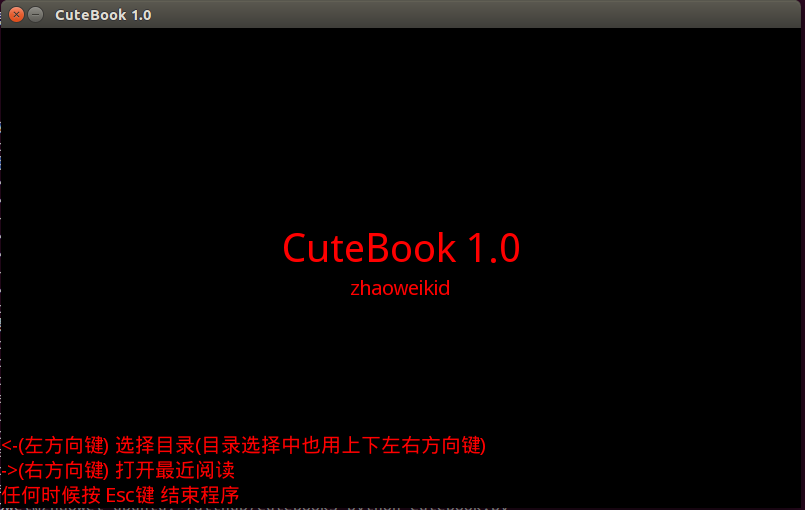 CuteBook 1.0
CuteBook 1.0
zhaoweikid
<-(左方向键) 选择目录(目录选择中也用上下左右方向键)
->(右方向键) 打开最近阅读
任何时候按 Esc键 结束程序